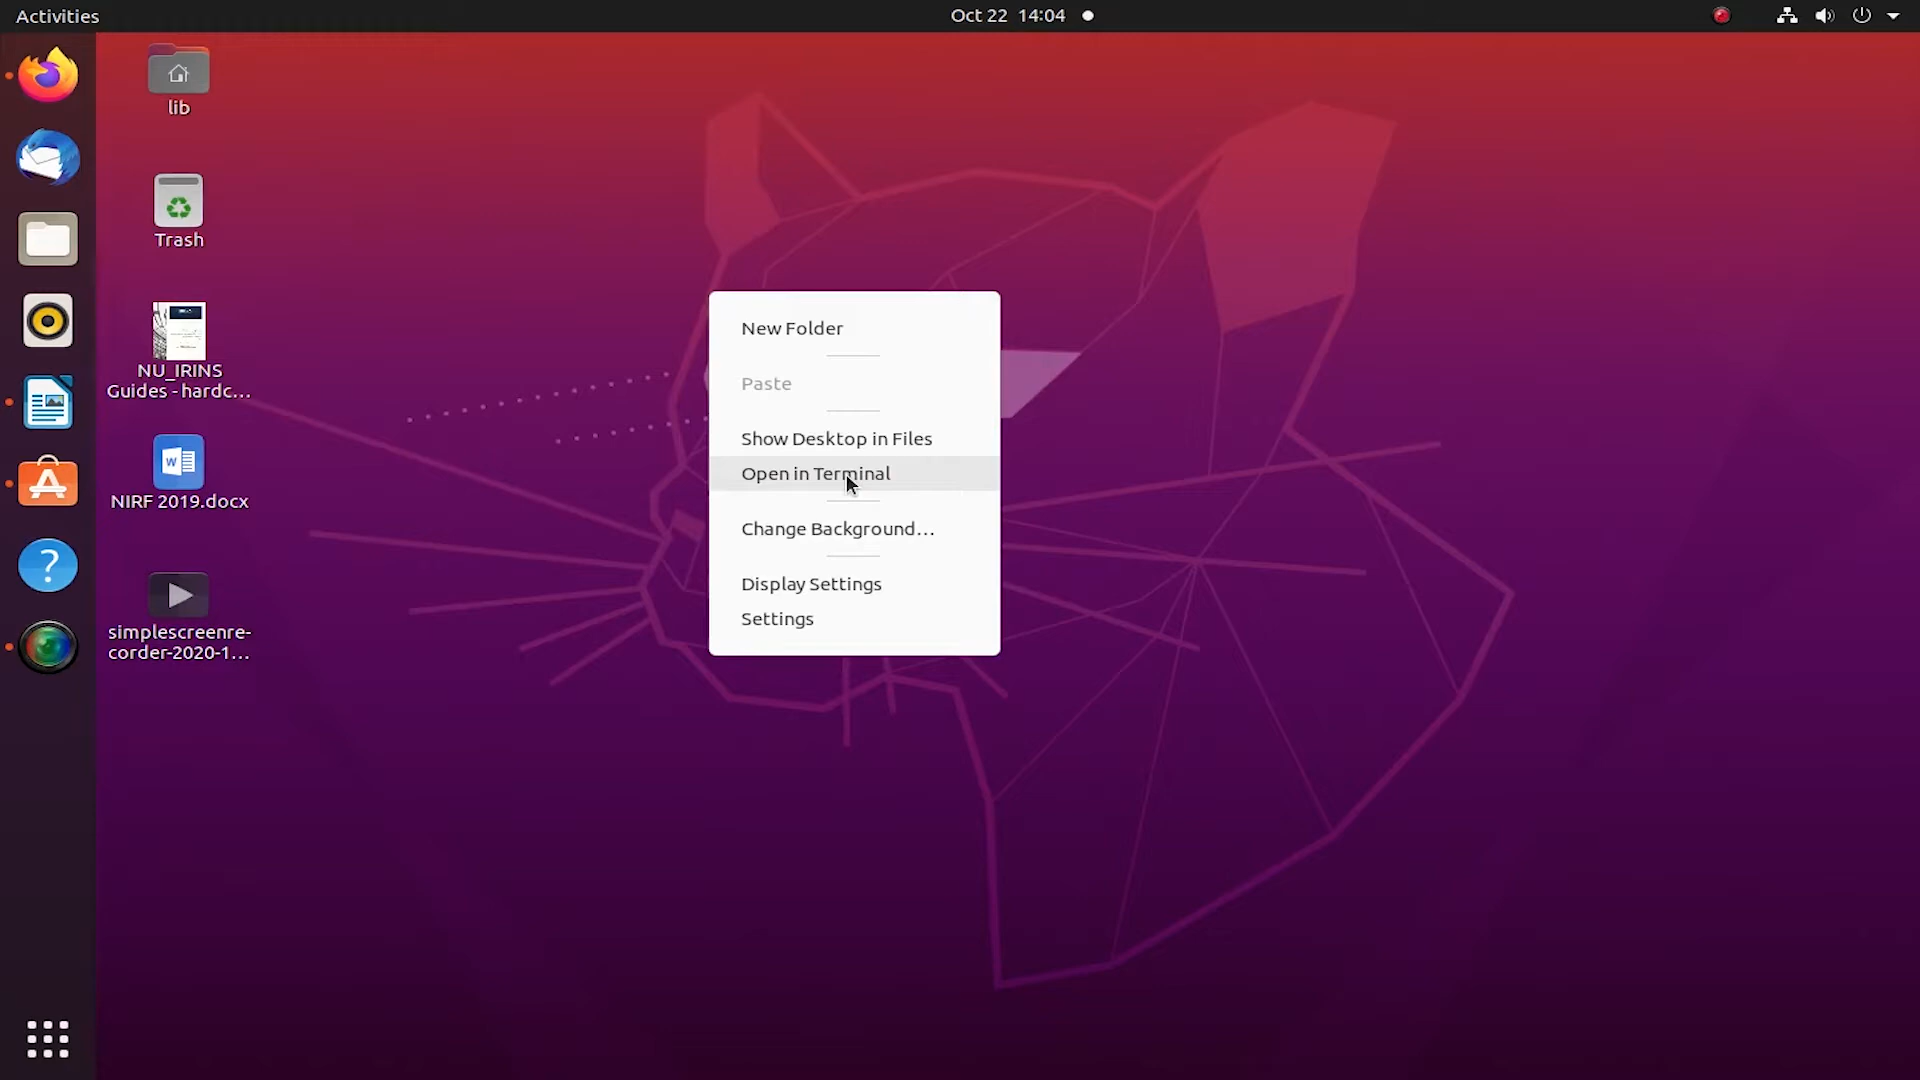 Activities
Oct 22 14:04
lib
Trash
NU_IRINS
Guides - hardc...
NIRF 2019.docx
simplescreenre-
corder-2020-1...
New Folder
Paste
Show Desktop in Files
Open in Terminal
Change Background...
Display Settings
Settings